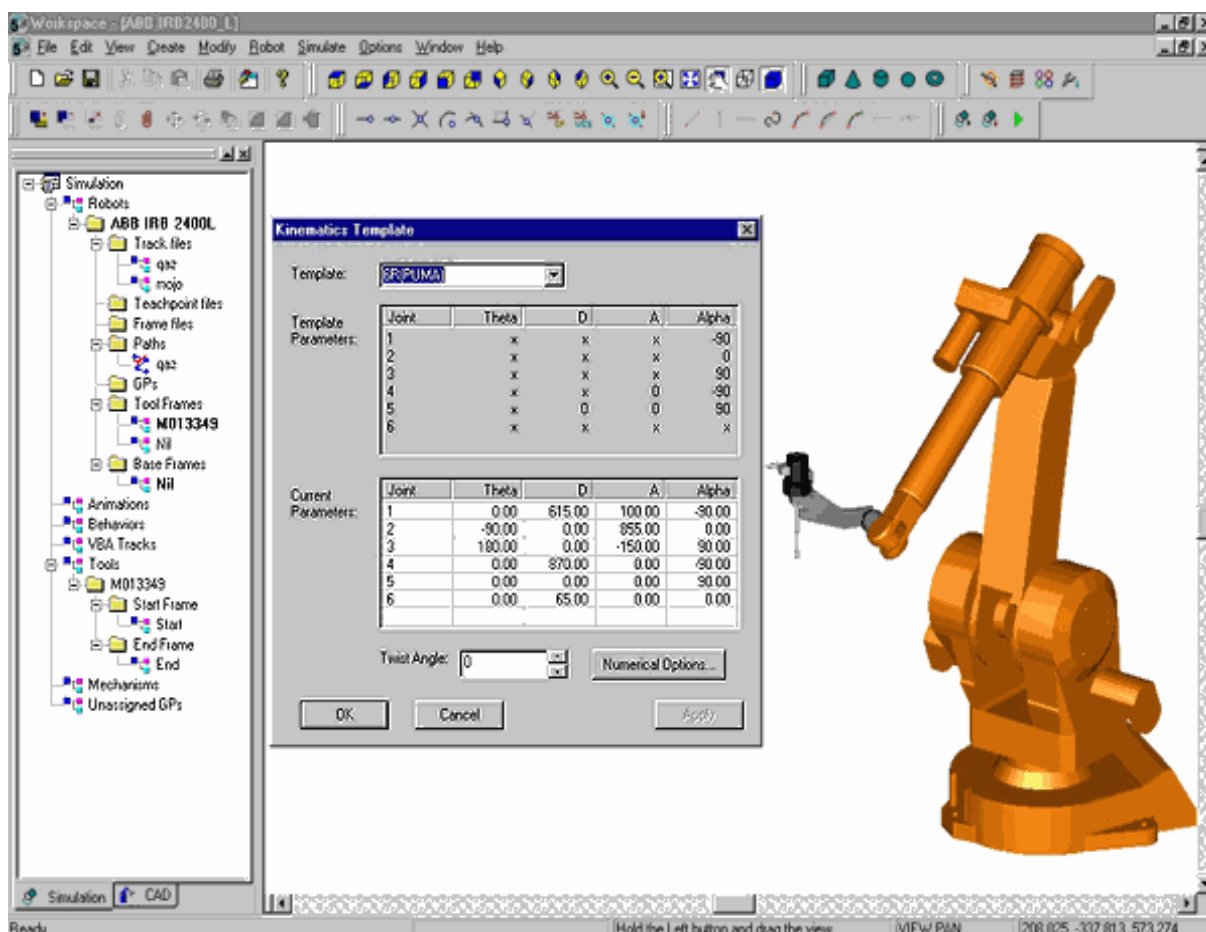 Workspace - [ABB IRB2400_L]
File Edit View Create Modify Robot Simulate Options Window Help
Simulation
Robots
ABB IRB 2400L
Track files
qaz
mojo
Teachpoint files
Frame files
Paths
qaz
GPs
Tool Frames
M013349
Nil
Base Frames
Nil
Animations
Behaviors
VBA Tracks
Tools
M013349
Start Frame
Start
End Frame
End
Mechanisms
Unassigned GPs
Simulation CAD
Kinematics Template
Template: SR(PUMA)
Template Parameters:
Joint Theta D A Alpha
1 x x x -90
2 x x x 0
3 x x x 90
4 x x 0 -90
5 x 0 0 90
6 x x x x
Current Parameters:
Joint Theta D A Alpha
1 0.00 615.00 100.00 -90.00
2 -90.00 0.00 855.00 0.00
3 180.00 0.00 -150.00 90.00
4 0.00 870.00 0.00 -90.00
5 0.00 0.00 0.00 90.00
6 0.00 65.00 0.00 0.00
Twist Angle: 0 Numerical Options...
OK Cancel Apply
Ready Hold the Left button and drag the view VIEW PAN 208.025, -337.813, 573.274